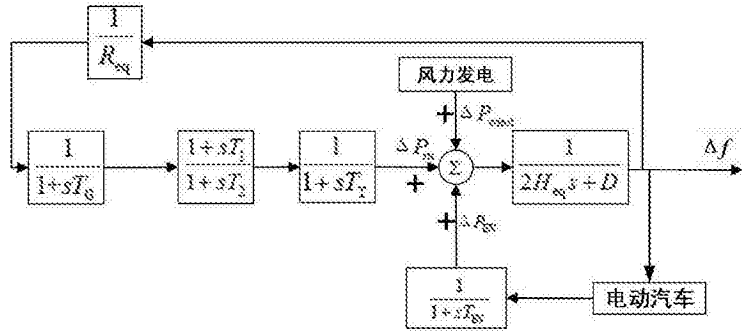 1
R_eq
风力发电
+ ΔP_wind
1
1+sT_G
1+sT_1
1+sT_2
1
1+sT_T
ΔP_m
+
Σ
1
2H_eq s+D
Δf
+ ΔP_EV
1
1+sT_EV
电动汽车